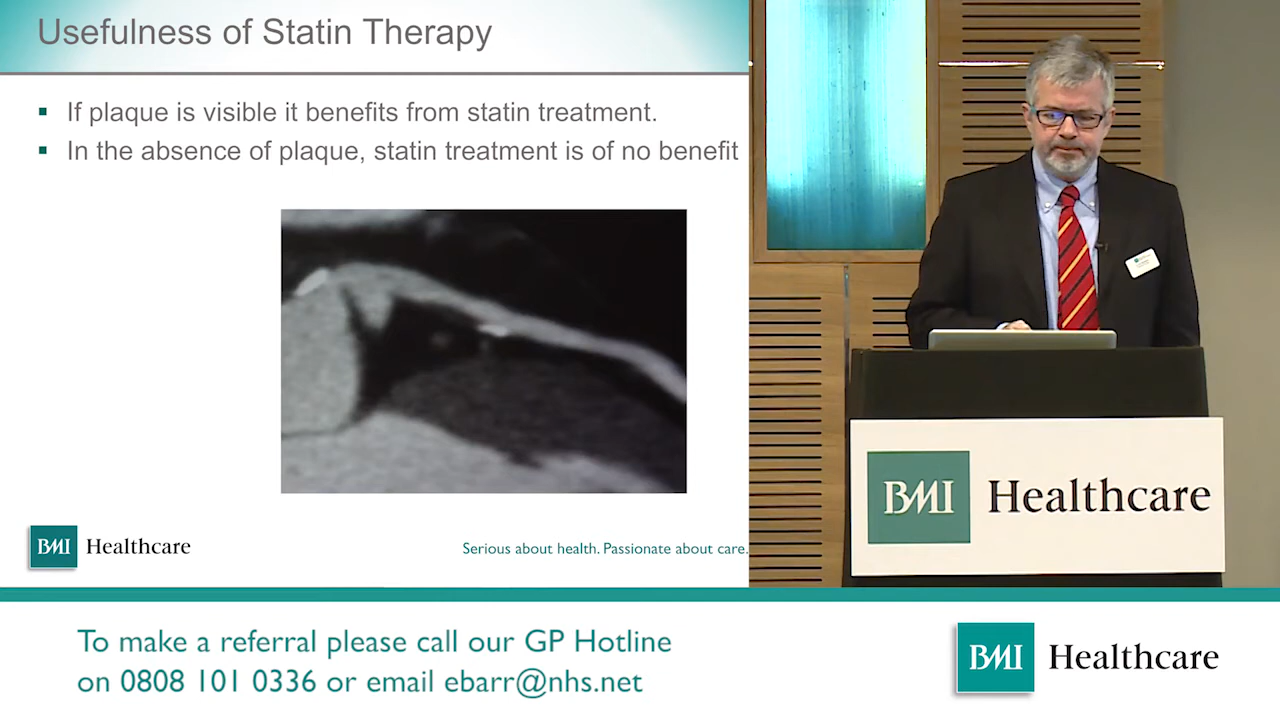 Usefulness of Statin Therapy
If plaque is visible it benefits from statin treatment.
In the absence of plaque, statin treatment is of no benefit
BMI Healthcare
Serious about health. Passionate about care.
BMI Healthcare
To make a referral please call our GP Hotline
on 0808 101 0336 or email ebarr@nhs.net
BMI Healthcare